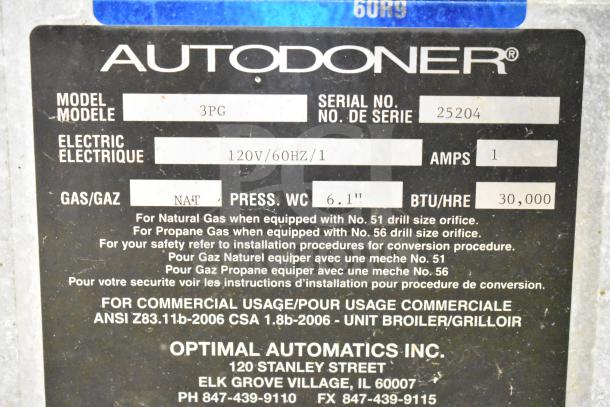 60R9
AUTODONER®
MODEL MODELE 3PG SERIAL NO. NO. DE SERIE 25204
ELECTRIC ELECTRIQUE 120V/60HZ/1 AMPS 1
GAS/GAZ NAT PRESS. WC 6.1" BTU/HRE 30,000
For Natural Gas when equipped with No. 51 drill size orifice.
For Propane Gas when equipped with No. 56 drill size orifice.
For your safety refer to installation procedures for conversion procedure.
Pour Gaz Naturel equiper avec une meche No. 51
Pour Gaz Propane equiper avec une meche No. 56
Pour votre securite voir les instructions d'installation pour procedure de conversion.
FOR COMMERCIAL USAGE/POUR USAGE COMMERCIALE
ANSI Z83.11b-2006 CSA 1.8b-2006 - UNIT BROILER/GRILLOIR
OPTIMAL AUTOMATICS INC.
120 STANLEY STREET
ELK GROVE VILLAGE, IL 60007
PH 847-439-9110 FX 847-439-9115